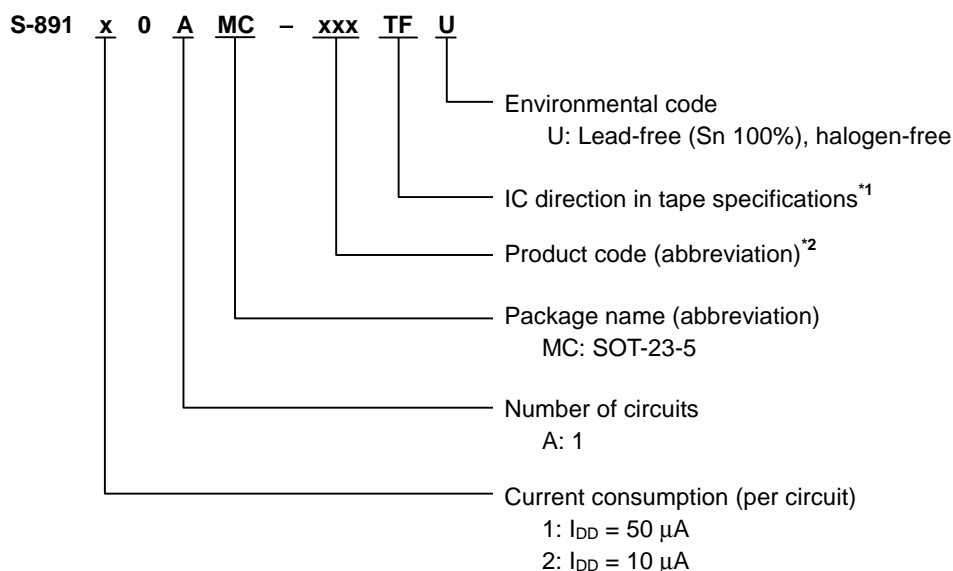 S-891 x 0 A MC – xxx TF U
Environmental code
U: Lead-free (Sn 100%), halogen-free
IC direction in tape specifications*1
Product code (abbreviation)*2
Package name (abbreviation)
MC: SOT-23-5
Number of circuits
A: 1
Current consumption (per circuit)
1: IDD = 50 μA
2: IDD = 10 μA